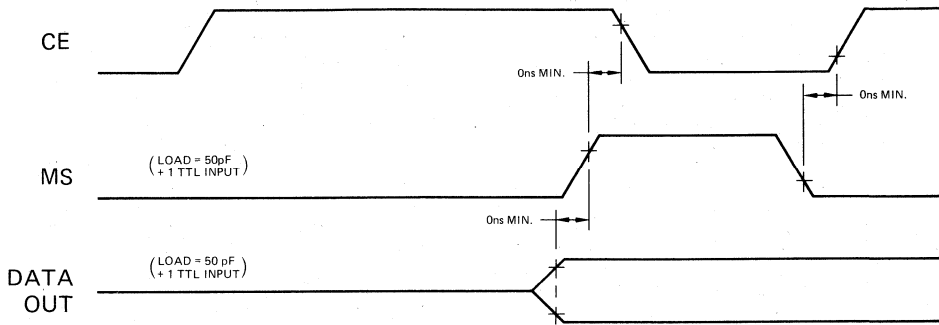 CE
0ns MIN.
0ns MIN.
MS
(LOAD = 50pF
+ 1 TTL INPUT)
0ns MIN.
DATA
OUT
(LOAD = 50 pF
+ 1 TTL INPUT)